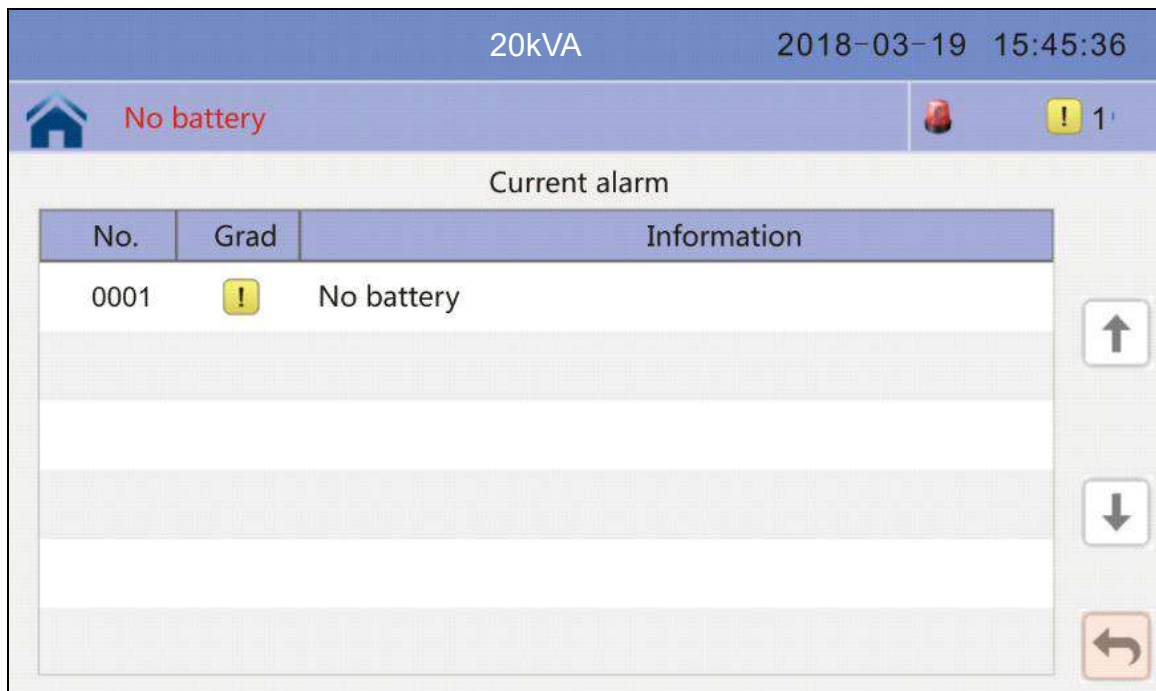 20kVA 2018-03-19 15:45:36
No battery ! 1
Current alarm
No. Grad Information
0001 ! No battery